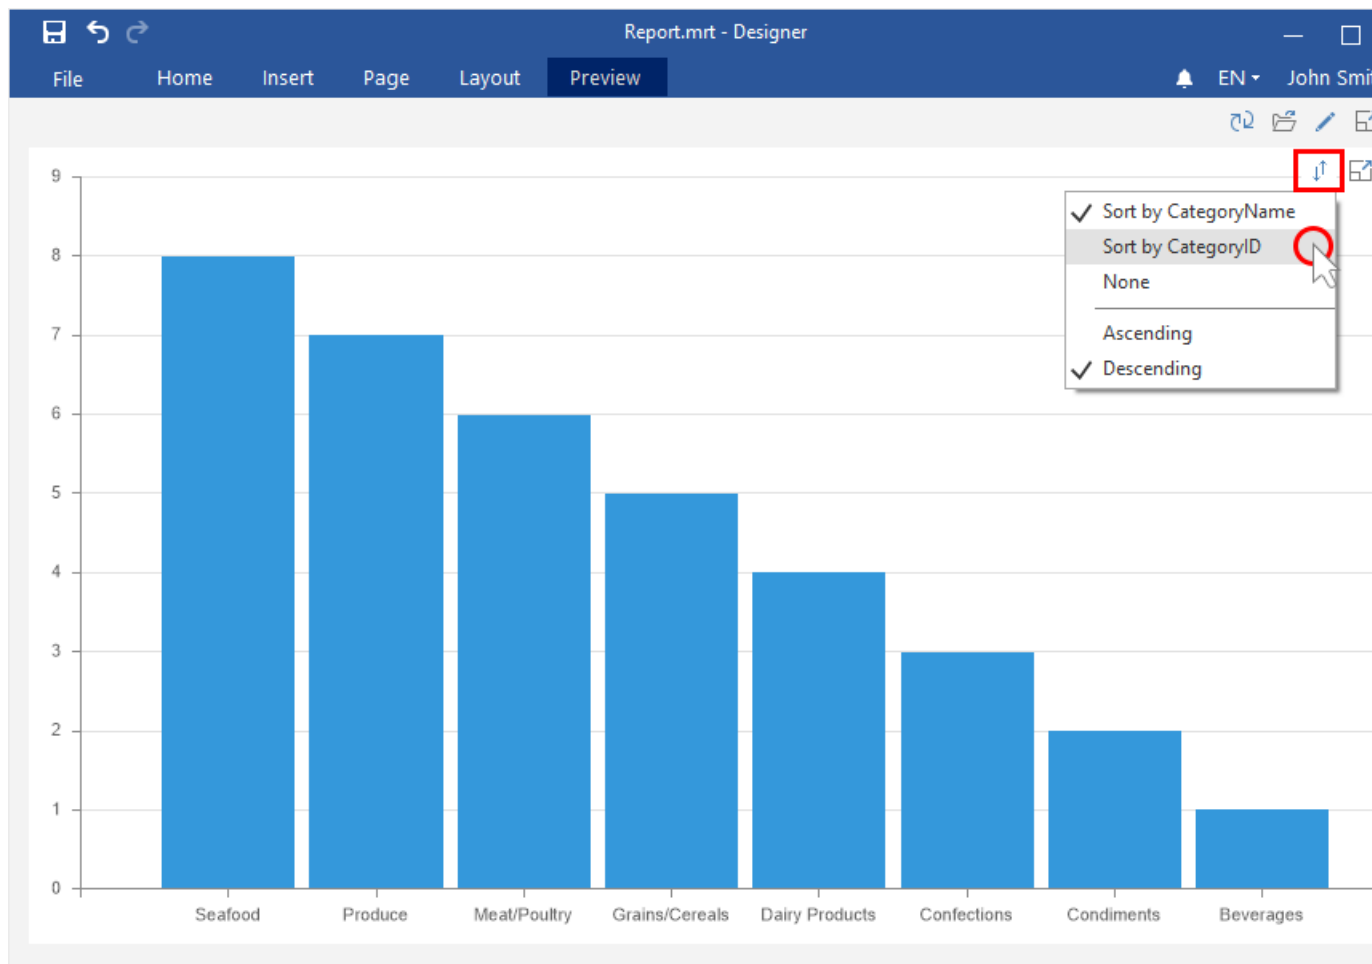 Report.mrt - Designer
File Home Insert Page Layout Preview EN John Smi
9
Sort by CategoryName
8
Sort by CategoryID
None
7
Ascending
Descending
6
5
4
3
2
1
0
Seafood Produce Meat/Poultry Grains/Cereals Dairy Products Confections Condiments Beverages